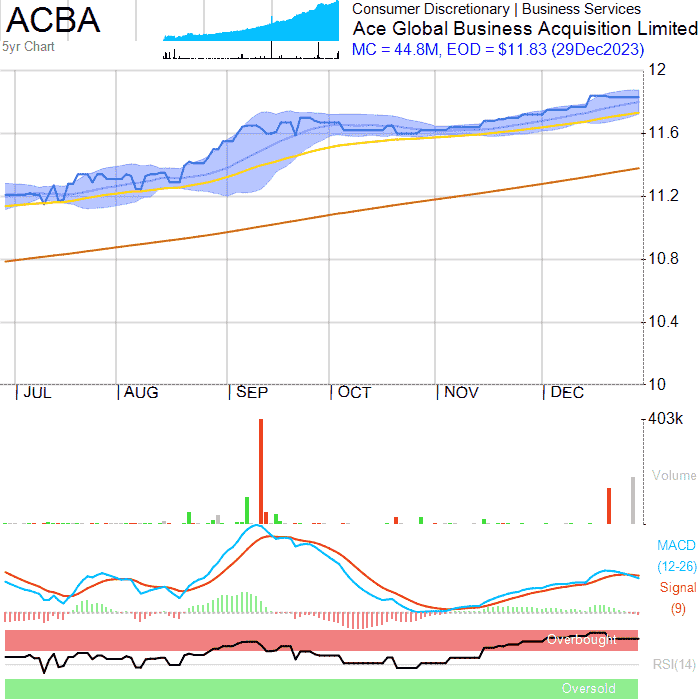 ACBA
5yr Chart
Consumer Discretionary | Business Services
Ace Global Business Acquisition Limited
MC = 44.8M, EOD = $11.83 (29Dec2023)
12
11.6
11.2
10.8
10.4
10
JUL AUG SEP OCT NOV DEC
403k
Volume
MACD
(12-26)
Signal
(9)
Overbought
RSI(14)
Oversold